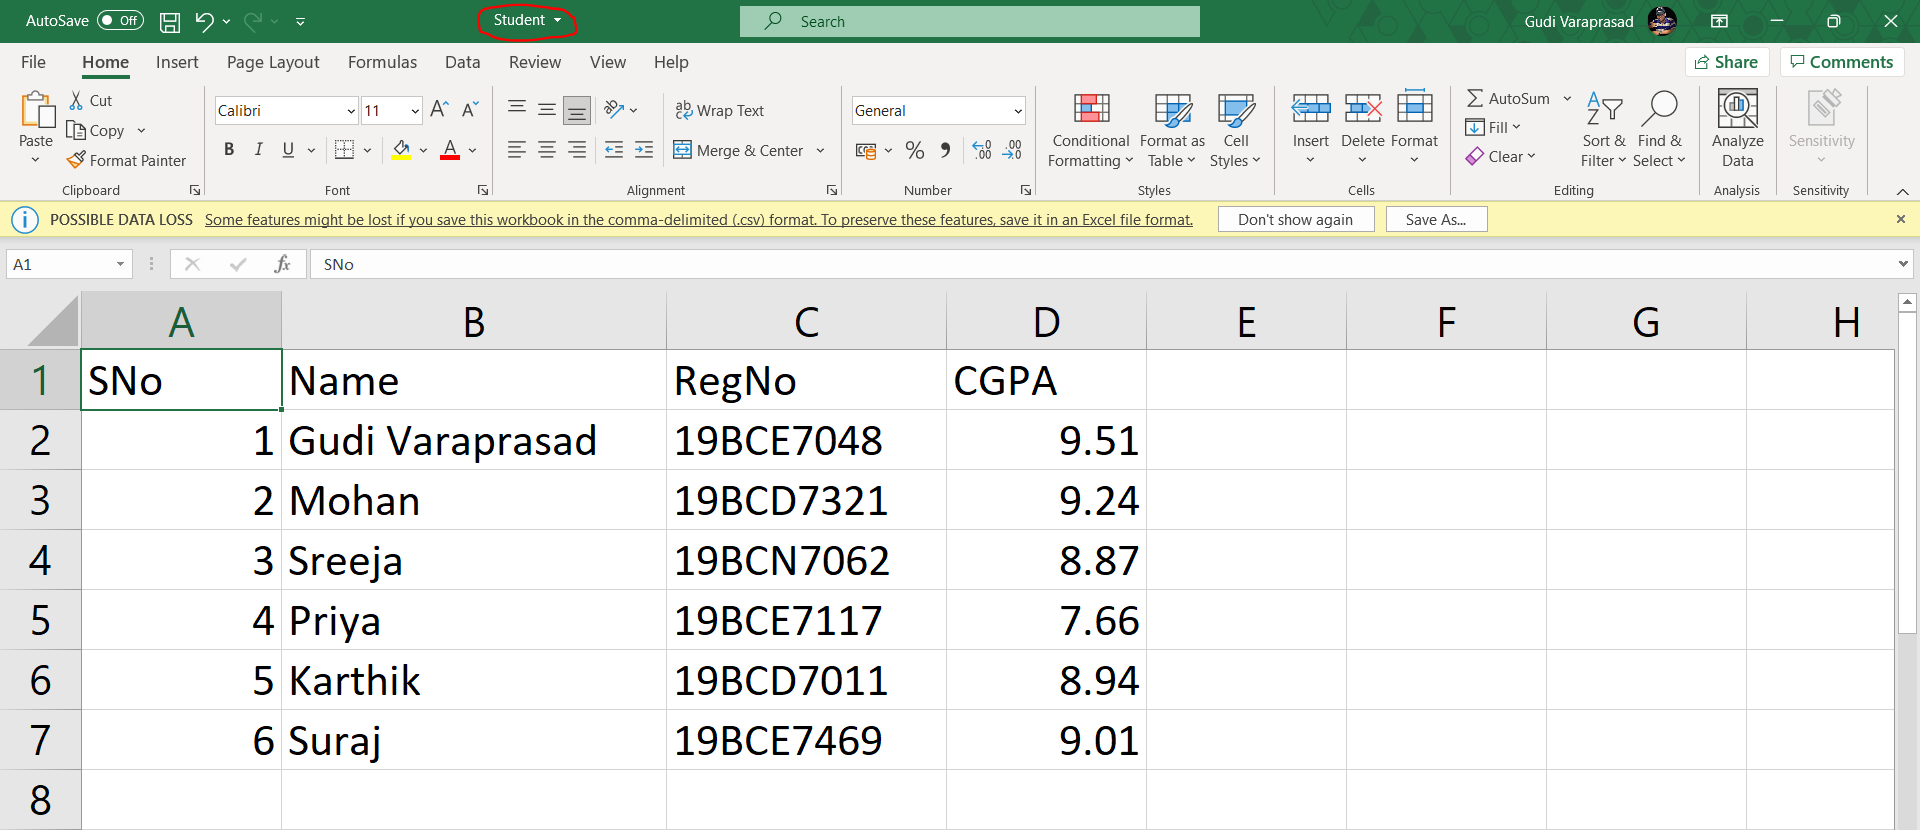 AutoSave Off Student Search Gudi Varaprasad
File Home Insert Page Layout Formulas Data Review View Help Share Comments
Paste Cut Copy Format Painter Clipboard
Calibri 11 B I U A Font
Wrap Text Merge & Center Alignment
General % Number
Conditional Formatting Format as Table Cell Styles Styles
Insert Delete Format Cells
AutoSum Fill Clear Sort & Filter Find & Select Editing
Analyze Data Analysis
Sensitivity Sensitivity
POSSIBLE DATA LOSS Some features might be lost if you save this workbook in the comma-delimited (.csv) format. To preserve these features, save it in an Excel file format. Don't show again Save As...
A1 fx SNo
A B C D E F G H
1 SNo Name RegNo CGPA
2 1 Gudi Varaprasad 19BCE7048 9.51
3 2 Mohan 19BCD7321 9.24
4 3 Sreeja 19BCN7062 8.87
5 4 Priya 19BCE7117 7.66
6 5 Karthik 19BCD7011 8.94
7 6 Suraj 19BCE7469 9.01
8